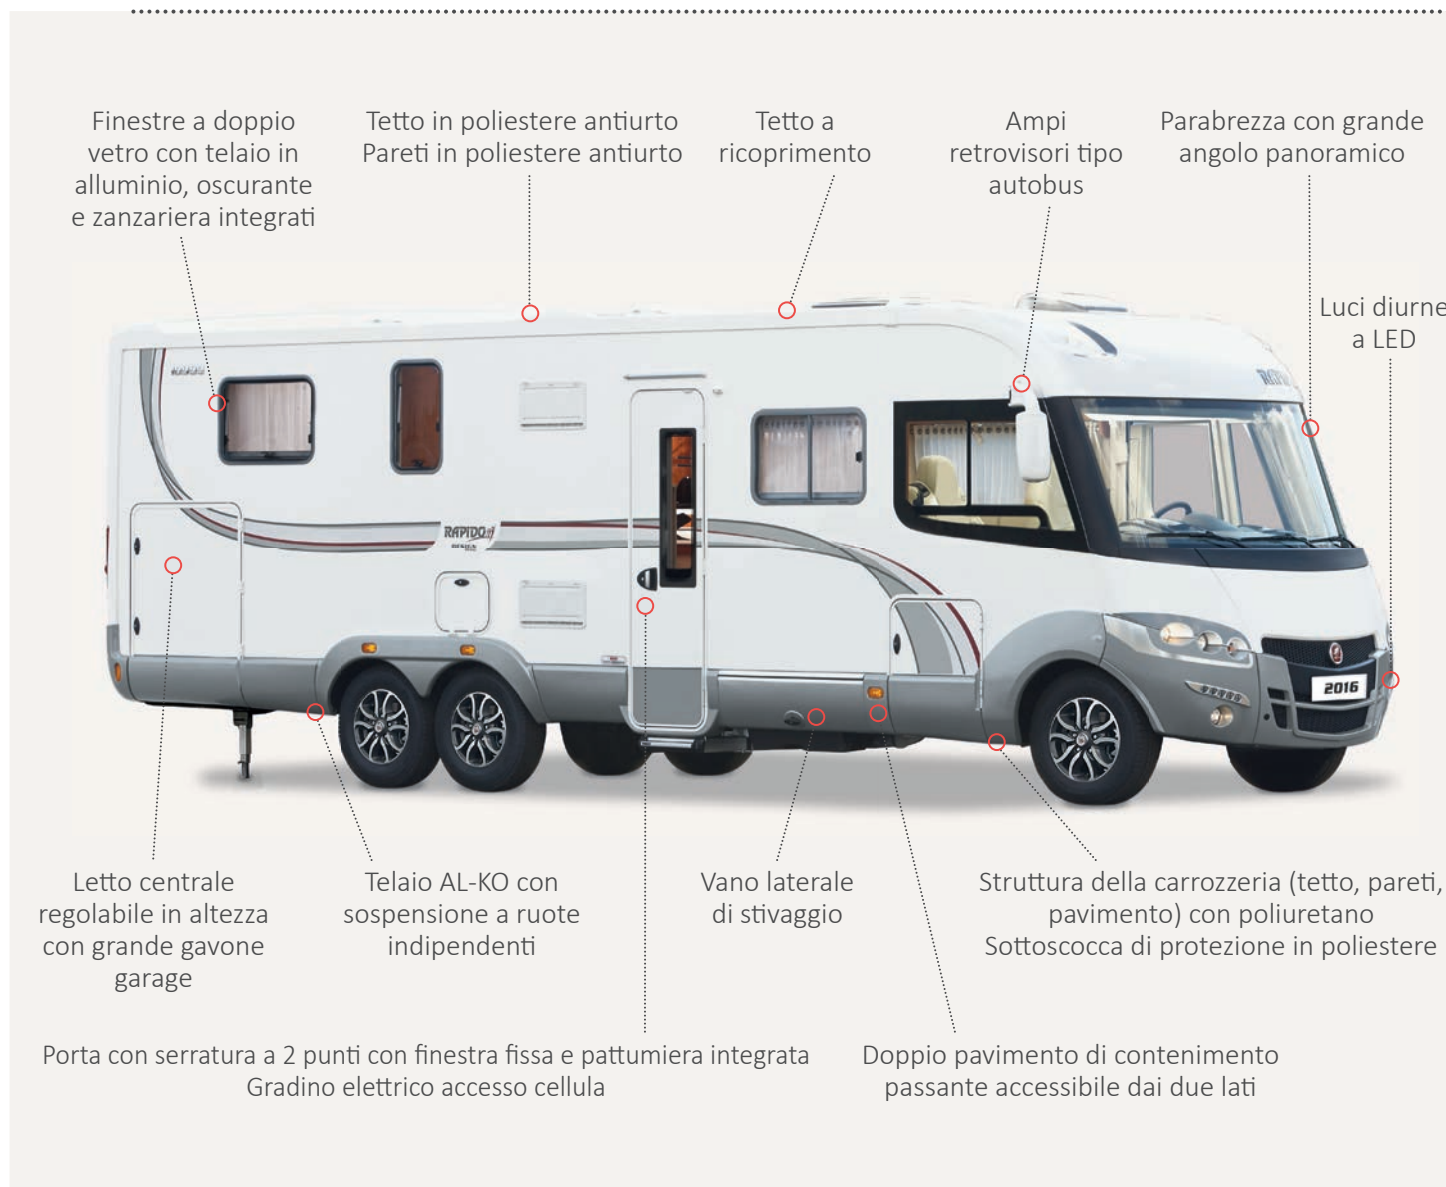 Finestre a doppio
vetro con telaio in
alluminio, oscurante
e zanzariera integrati
Tetto in poliestere antiurto
Pareti in poliestere antiurto
Tetto a
ricoprimento
Ampi
retrovisori tipo
autobus
Parabrezza con grande
angolo panoramico
Luci diurne
a LED
RAPIDO
2016
Letto centrale
regolabile in altezza
con grande gavone
garage
Telaio AL-KO con
sospensione a ruote
indipendenti
Vano laterale
di stivaggio
Struttura della carrozzeria (tetto, pareti,
pavimento) con poliuretano
Sottoscocca di protezione in poliestere
Porta con serratura a 2 punti con finestra fissa e pattumiera integrata
Gradino elettrico accesso cellula
Doppio pavimento di contenimento
passante accessibile dai due lati